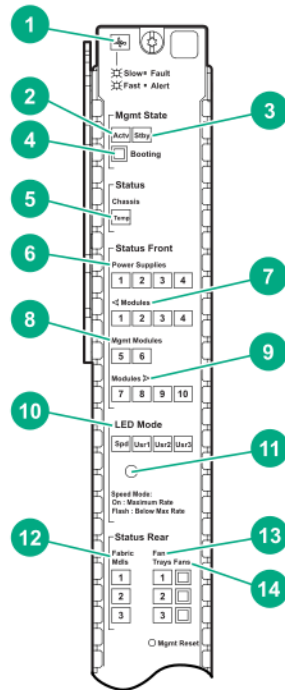 1
Slow • Fault
Fast • Alert
Mgmt State
2
Actv Stby
3
4
Booting
Status
Chassis
5
Temp
Status Front
6
Power Supplies
1 2 3 4
7
◁ Modules
1 2 3 4
8
Mgmt Modules
5 6
9
Modules ▷
7 8 9 10
10
LED Mode
Spd Usr1 Usr2 Usr3
11
Speed Mode:
On : Maximum Rate
Flash : Below Max Rate
Status Rear
12
13
Fabric Fan
Mdls Trays Fans
14
1 1
2 2
3 3
Mgmt Reset